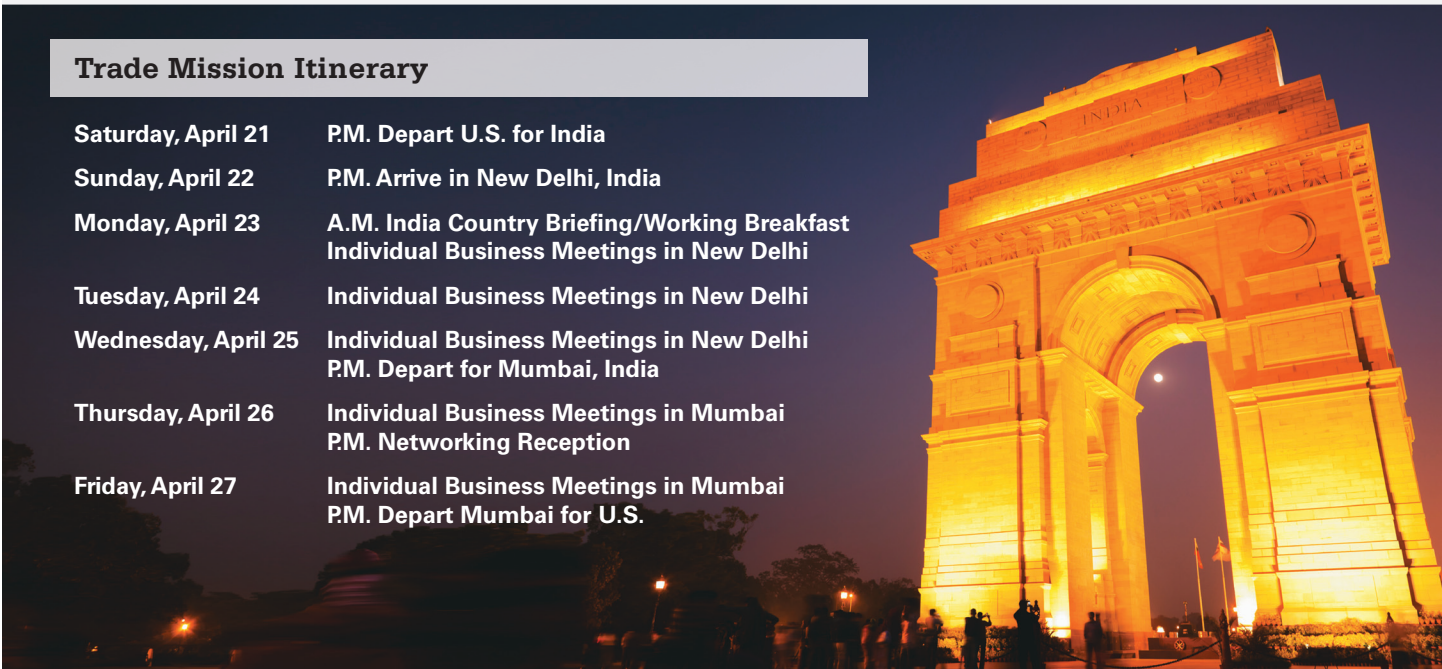 Trade Mission Itinerary
Saturday, April 21 P.M. Depart U.S. for India
Sunday, April 22 P.M. Arrive in New Delhi, India
Monday, April 23 A.M. India Country Briefing/Working Breakfast
Individual Business Meetings in New Delhi
Tuesday, April 24 Individual Business Meetings in New Delhi
Wednesday, April 25 Individual Business Meetings in New Delhi
P.M. Depart for Mumbai, India
Thursday, April 26 Individual Business Meetings in Mumbai
P.M. Networking Reception
Friday, April 27 Individual Business Meetings in Mumbai
P.M. Depart Mumbai for U.S.
INDIA